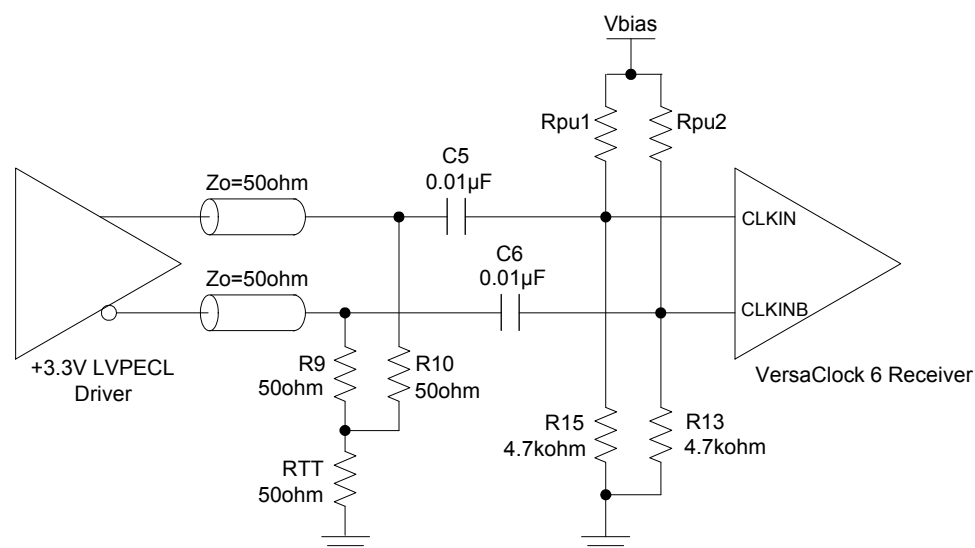 Vbias
Rpu1
Rpu2
C5
0.01µF
Zo=50ohm
CLKIN
C6
0.01µF
Zo=50ohm
CLKINB
+3.3V LVPECL
Driver
R9
50ohm
R10
50ohm
VersaClock 6 Receiver
R15
4.7kohm
R13
4.7kohm
RTT
50ohm